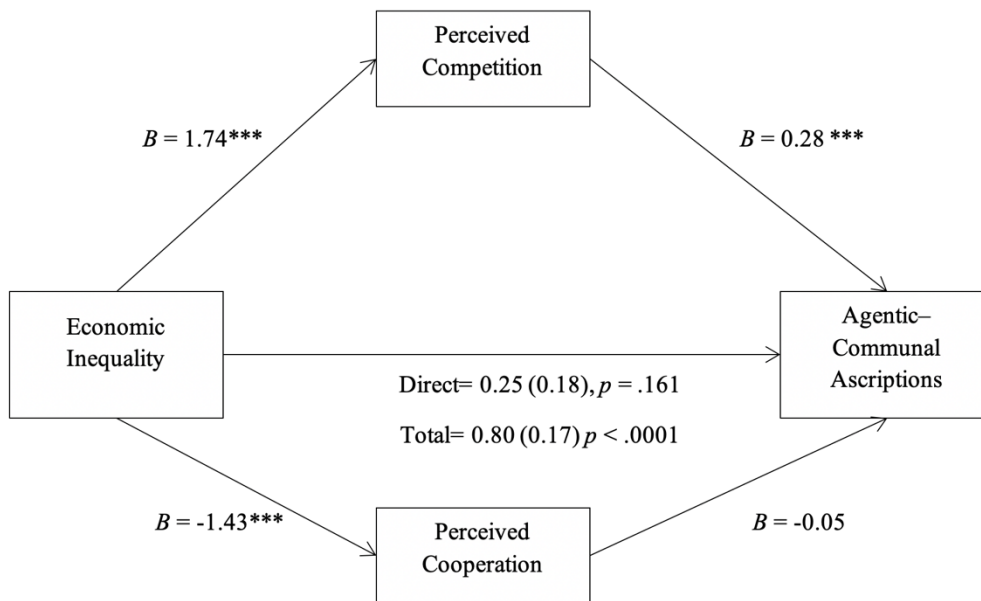 Perceived
Competition
B = 1.74***
B = 0.28 ***
Economic
Inequality
Agentic–
Communal
Ascriptions
Direct= 0.25 (0.18), p = .161
Total= 0.80 (0.17) p < .0001
B = -1.43***
B = -0.05
Perceived
Cooperation